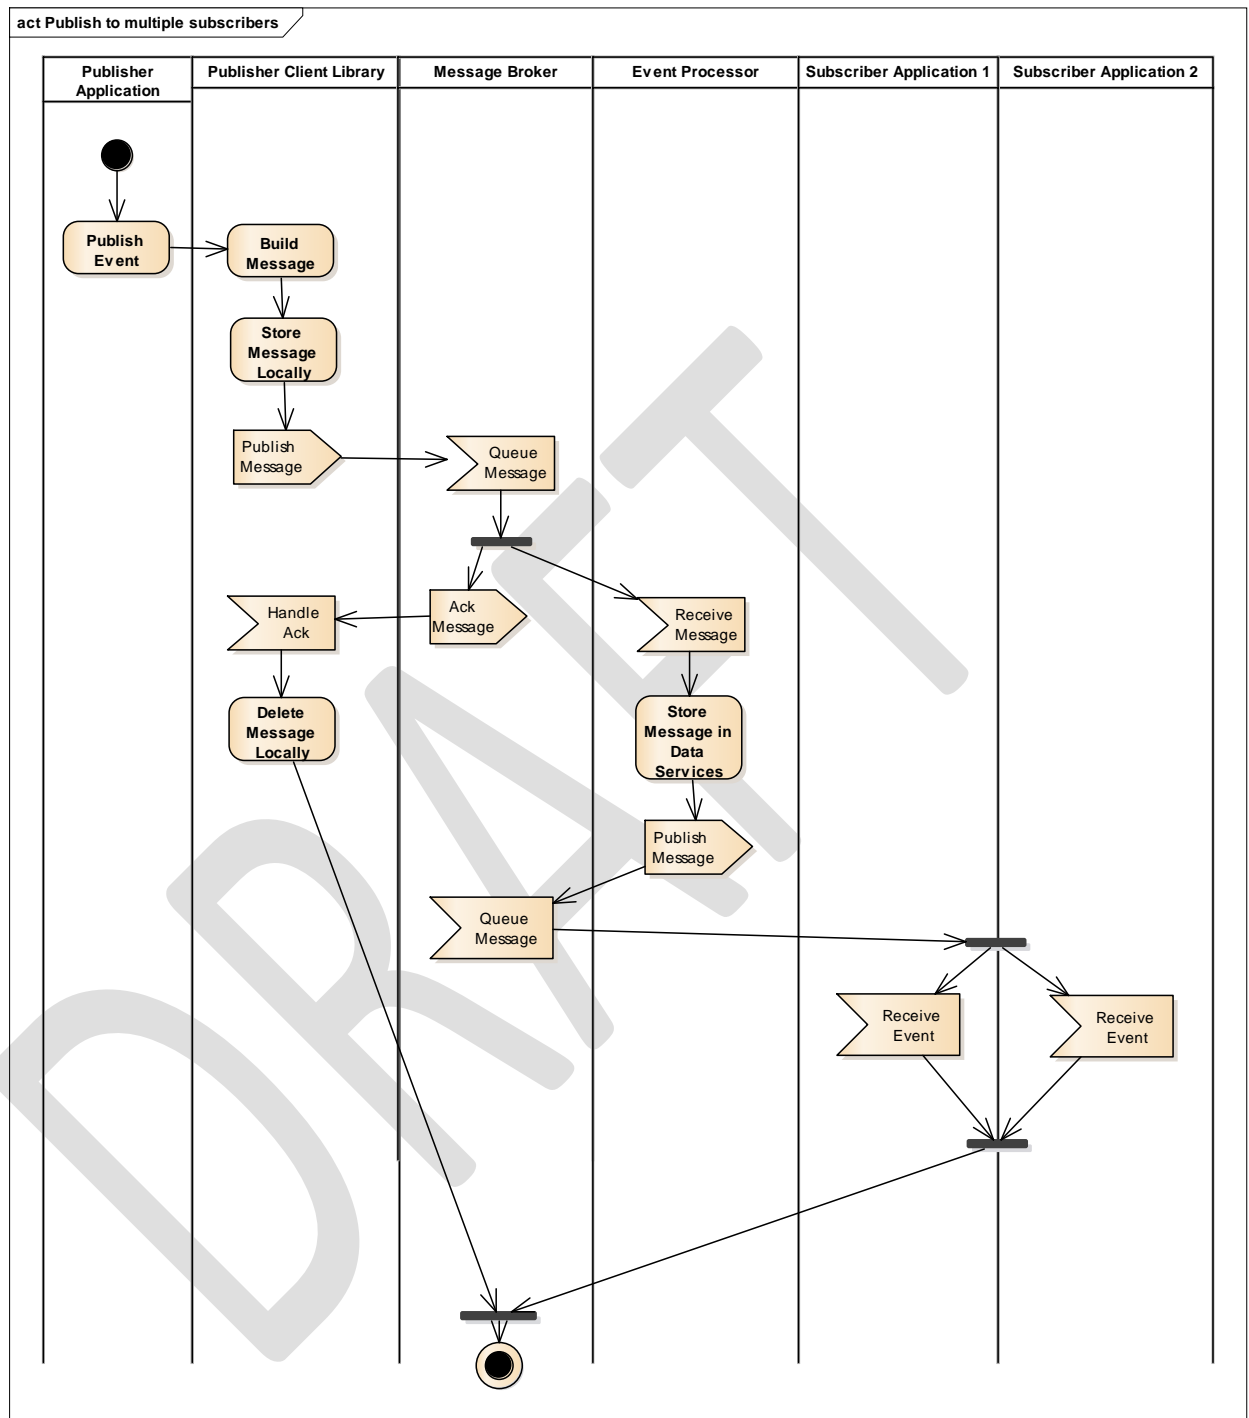 act Publish to multiple subscribers
Publisher
Application
Publisher Client Library
Message Broker
Event Processor
Subscriber Application 1
Subscriber Application 2
Publish
Event
Build
Message
Store
Message
Locally
Publish
Message
Queue
Message
Handle
Ack
Ack
Message
Receive
Message
Delete
Message
Locally
Store
Message in
Data
Services
Publish
Message
Queue
Message
Receive
Event
Receive
Event
DRAFT